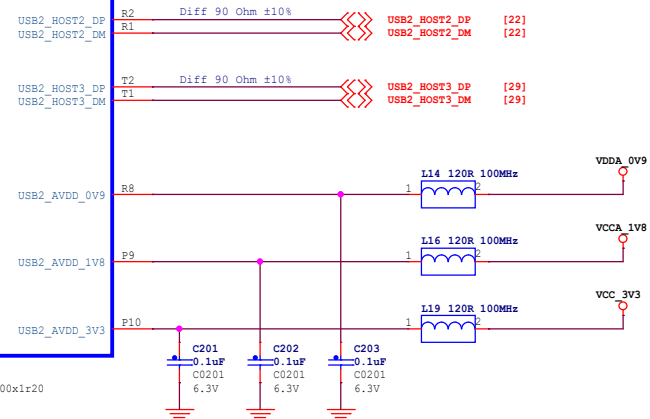 USB2_HOST2_DP R2 Diff 90 Ohm ±10% USB2_HOST2_DP [22]
USB2_HOST2_DM R1 USB2_HOST2_DM [22]
USB2_HOST3_DP T2 Diff 90 Ohm ±10% USB2_HOST3_DP [29]
USB2_HOST3_DM T1 USB2_HOST3_DM [29]
VDDA_0V9
L14 120R 100MHz
USB2_AVDD_0V9 R8 1 2
VCCA_1V8
L16 120R 100MHz
USB2_AVDD_1V8 P9 1 2
VCC_3V3
L19 120R 100MHz
USB2_AVDD_3V3 P10 1 2
C201 C202 C203
0.1uF 0.1uF 0.1uF
C0201 C0201 C0201
6.3V 6.3V 6.3V
00x1r20